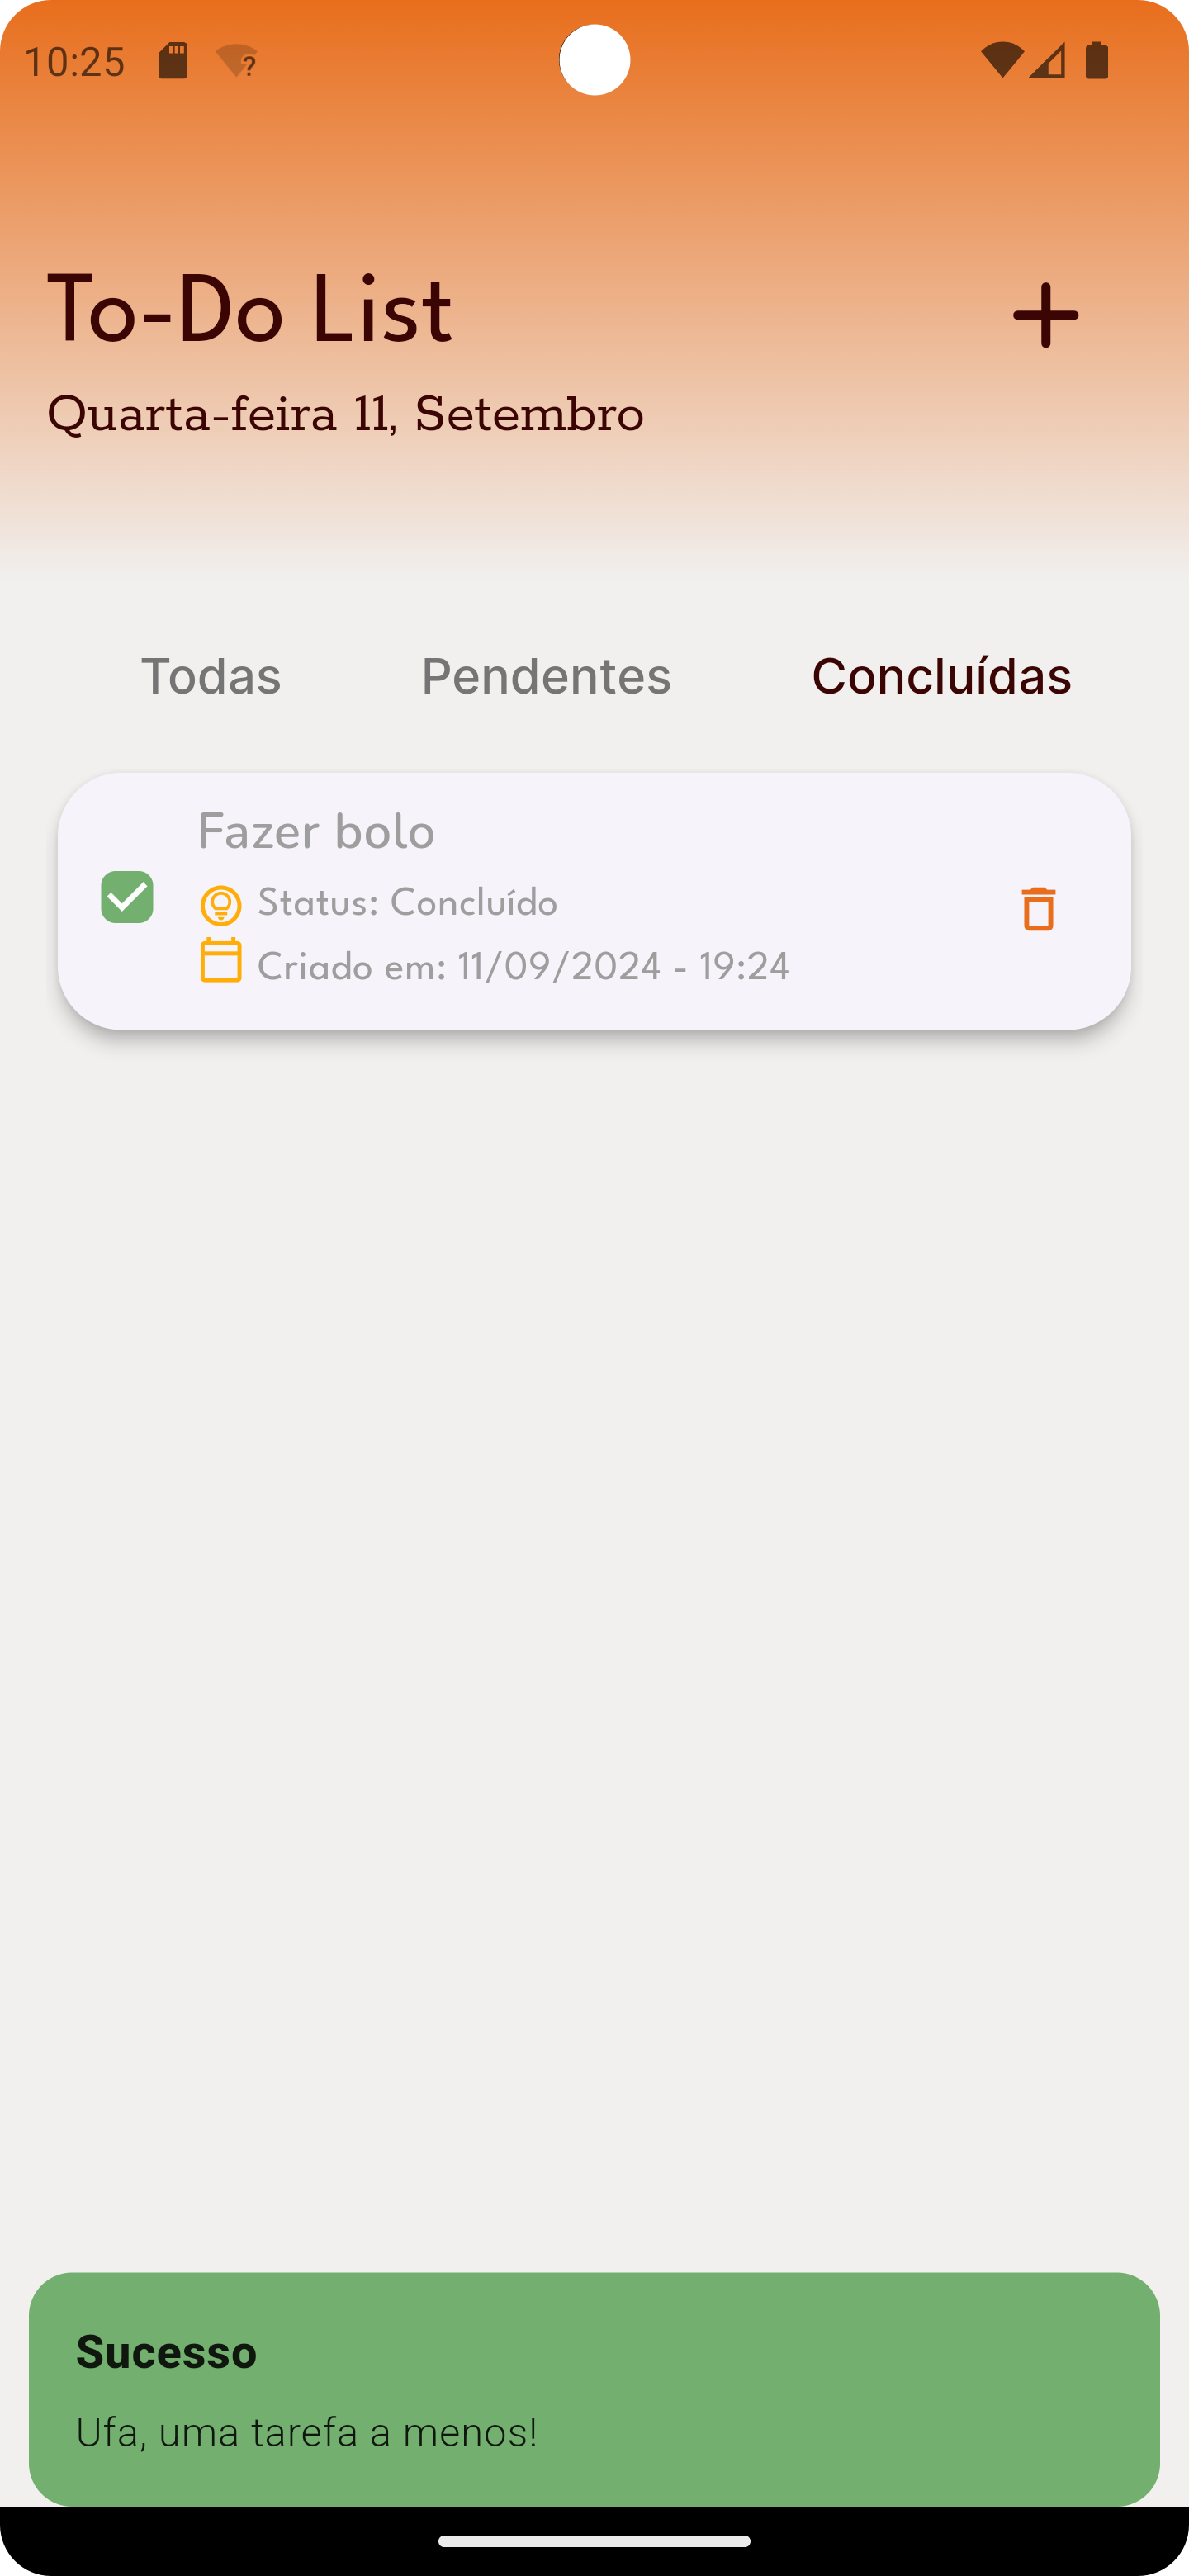 10:25
To-Do List
Quarta-feira 11, Setembro
Todas Pendentes Concluídas
Fazer bolo
Status: Concluído
Criado em: 11/09/2024 - 19:24
Sucesso
Ufa, uma tarefa a menos!